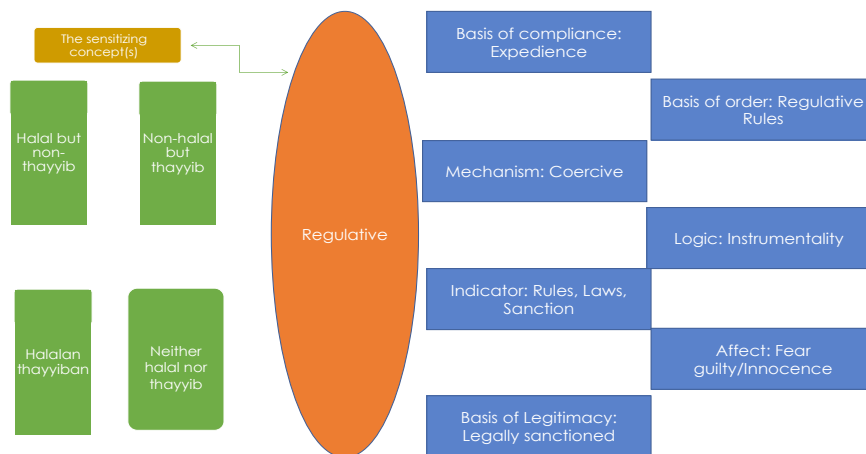 The sensitizing
concept(s)
Halal but
non-
thayyib
Non-halal
but
thayyib
Halalan
thayyiban
Neither
halal nor
thayyib
Regulative
Basis of compliance:
Expedience
Basis of order: Regulative
Rules
Mechanism: Coercive
Logic: Instrumentality
Indicator: Rules, Laws,
Sanction
Affect: Fear
guilty/Innocence
Basis of Legitimacy:
Legally sanctioned